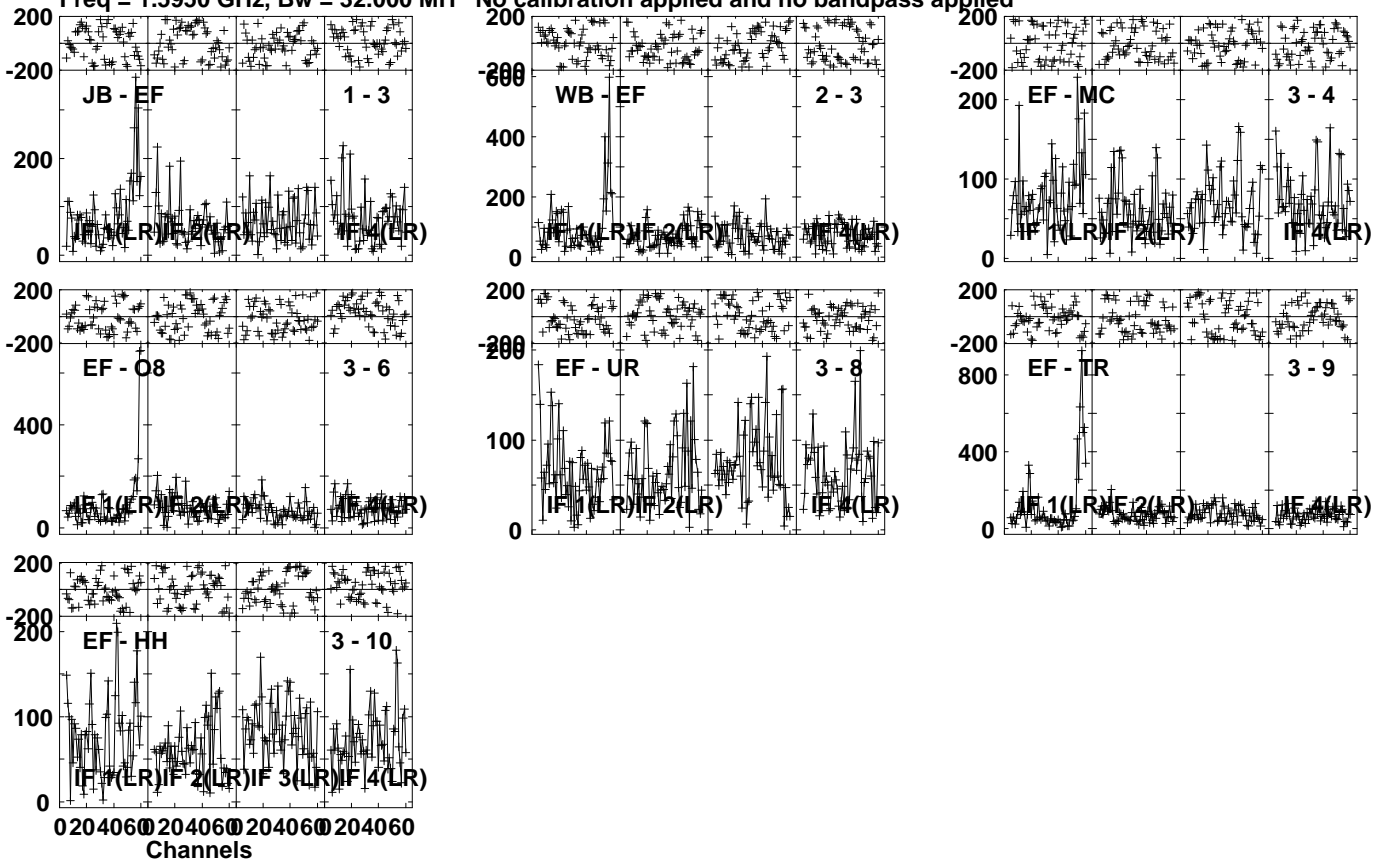 Freq = 1.5950 GHz, Bw = 32.000 MH No calibration applied and no bandpass applied
200
-200
JB - EF 1 - 3
200
0
IF 1(LR) IF 2(LR) IF 4(LR)
200
-200
600
WB - EF 2 - 3
400
200
0
IF 1(LR) IF 2(LR) IF 4(LR)
200
-200
EF - MC 3 - 4
200
100
0
IF 1(LR) IF 2(LR) IF 4(LR)
200
-200
EF - O8 3 - 6
400
0
IF 1(LR) IF 2(LR) IF 4(LR)
200
-200
200
EF - UR 3 - 8
100
0
IF 1(LR) IF 2(LR) IF 4(LR)
200
-200
EF - TR 3 - 9
800
400
0
IF 1(LR) IF 2(LR) IF 4(LR)
200
-200
200
EF - HH 3 - 10
100
0
IF 1(LR) IF 2(LR) IF 3(LR) IF 4(LR)
0 20 40 60 0 20 40 60 0 20 40 60 0 20 40 60
Channels